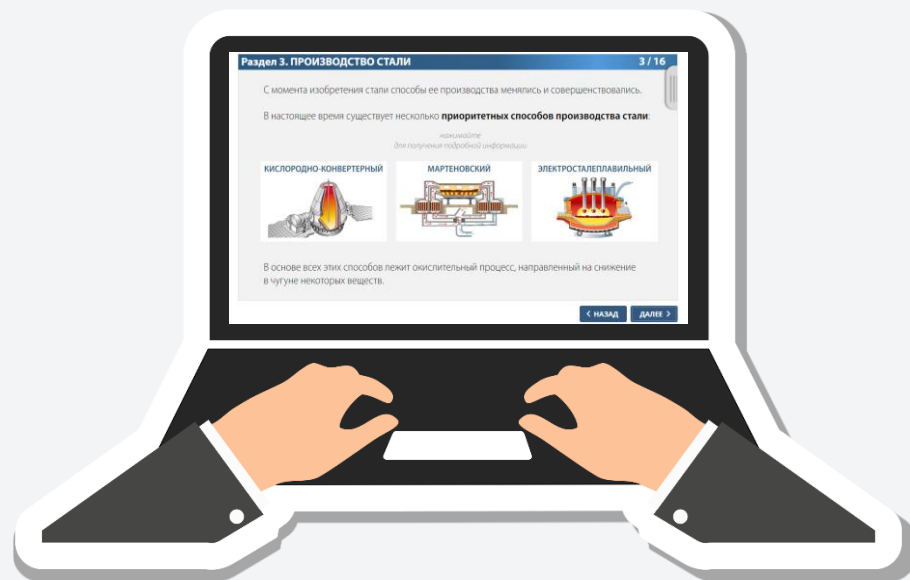 Раздел 3. ПРОИЗВОДСТВО СТАЛИ
3 / 16
С момента изобретения стали способы ее производства менялись и совершенствовались.
В настоящее время существует несколько приоритетных способов производства стали:
нажимайте
для получения подробной информации
КИСЛОРОДНО-КОНВЕРТЕРНЫЙ
МАРТЕНОВСКИЙ
ЭЛЕКТРОСТАЛЕПЛАВИЛЬНЫЙ
В основе всех этих способов лежит окислительный процесс, направленный на снижение
в чугуне некоторых веществ.
< НАЗАД
ДАЛЕЕ >